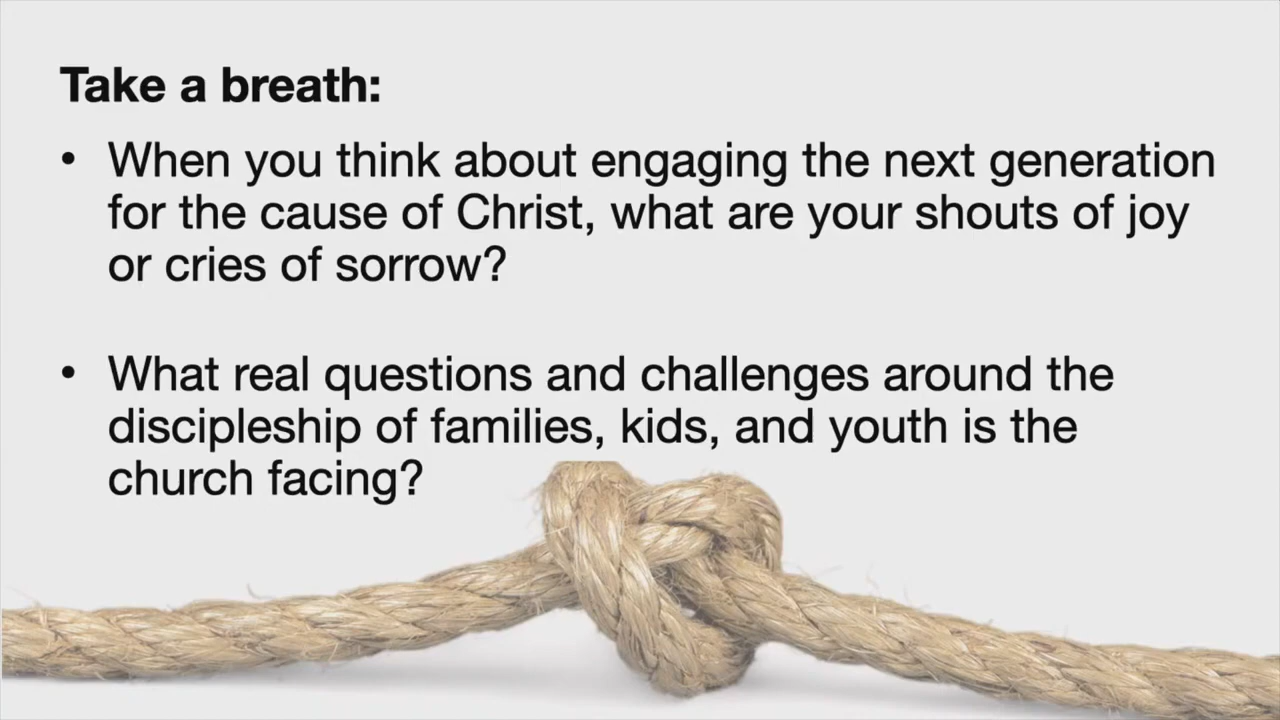 Take a breath:
• When you think about engaging the next generation
for the cause of Christ, what are your shouts of joy
or cries of sorrow?
• What real questions and challenges around the
discipleship of families, kids, and youth is the
church facing?